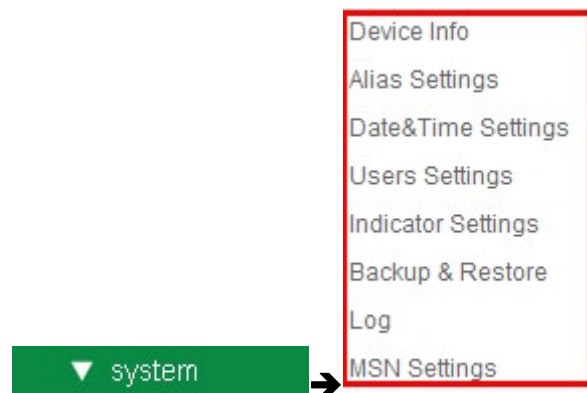 Device Info
Alias Settings
Date&Time Settings
Users Settings
Indicator Settings
Backup & Restore
Log
MSN Settings
system